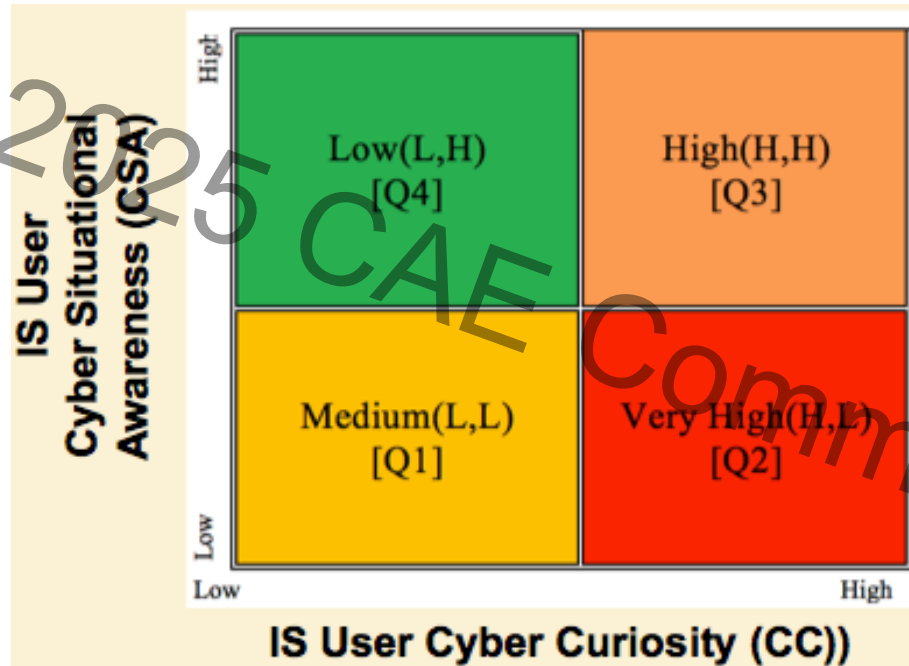 IS User
Cyber Situational
Awareness (CSA)
High
Low(L,H)
[Q4]
High(H,H)
[Q3]
Medium(L,L)
[Q1]
Very High(H,L)
[Q2]
Low
Low
High
IS User Cyber Curiosity (CC))
2025 CAE Comm